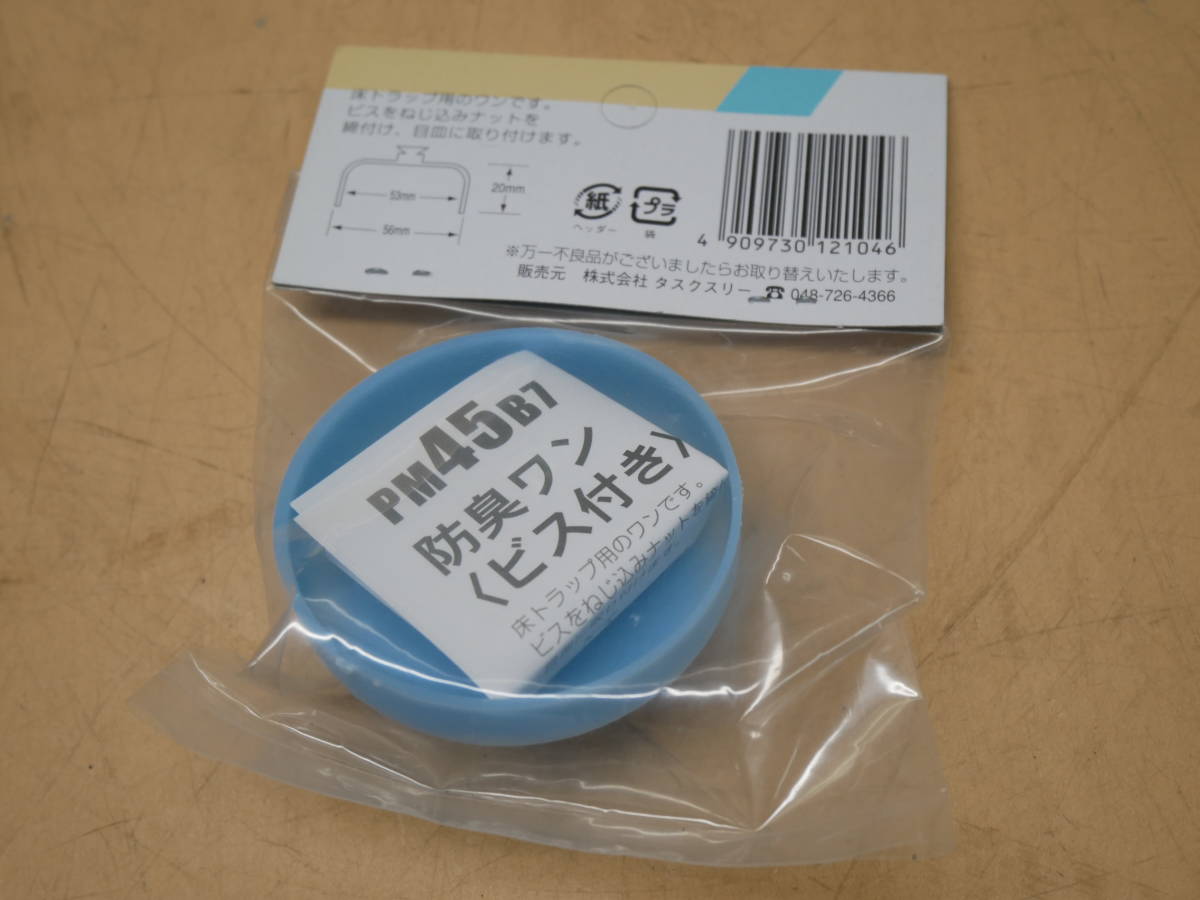 床トラップ用のワンです。
ビスをねじ込みナットを
締付け、目皿に取り付けます。
53mm
56mm
20mm
紙
ヘッダー
プラ
袋
4 909730 121046
※万一不良品がございましたらお取り替えいたします。
販売元 株式会社 タスクスリー ☎ 048-726-4366
PM45B7
防臭ワン
〈ビス付き〉
床トラップ用のワンです。
ビスをねじ込みナットを